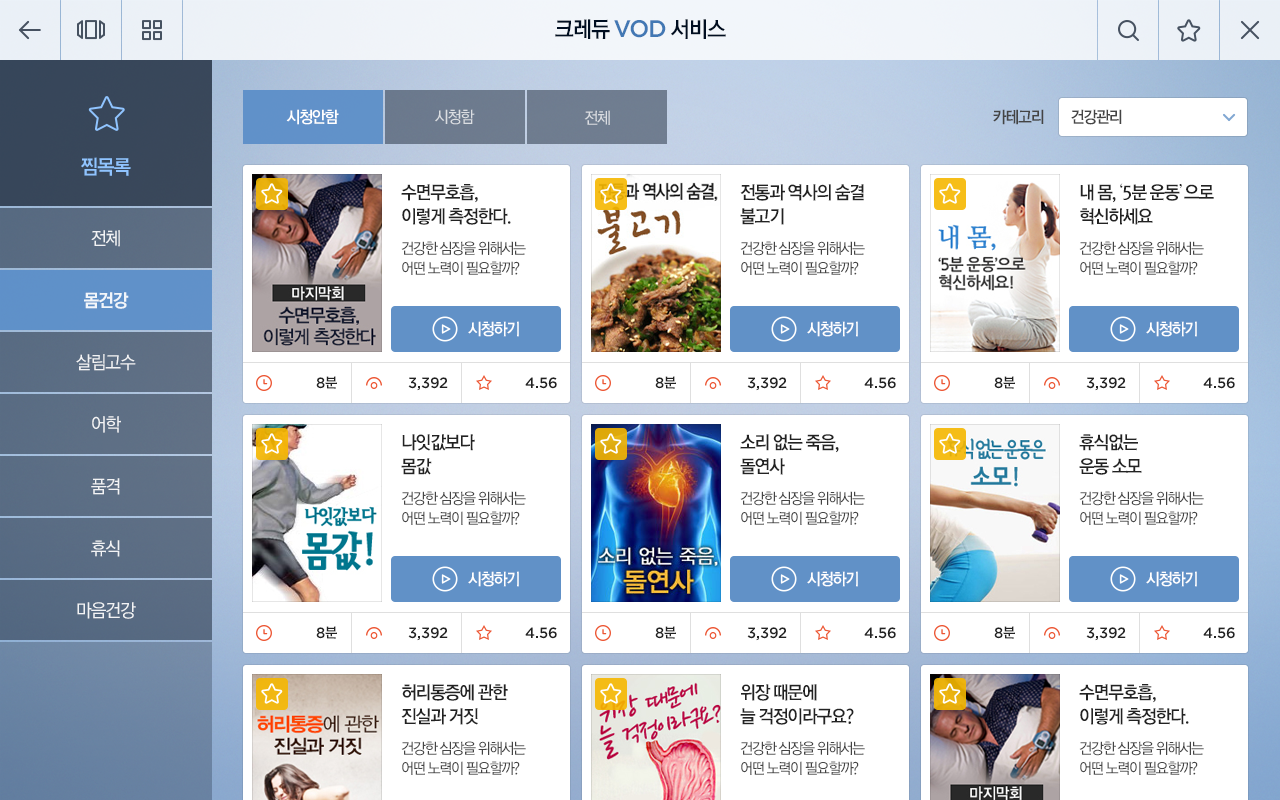 크레듀 VOD 서비스
찜목록
전체
몸건강
살림고수
어학
품격
휴식
마음건강
시청안함
시청함
전체
카테고리
건강관리
마지막회
수면무호흡,
이렇게 측정한다
수면무호흡,
이렇게 측정한다.
건강한 심장을 위해서는
어떤 노력이 필요할까?
시청하기
8분
3,392
4.56
과 역사의 숨결,
불고기
전통과 역사의 숨결
불고기
건강한 심장을 위해서는
어떤 노력이 필요할까?
시청하기
8분
3,392
4.56
내 몸,
‘5분 운동’으로
혁신하세요!
내 몸, ‘5분 운동’ 으로
혁신하세요
건강한 심장을 위해서는
어떤 노력이 필요할까?
시청하기
8분
3,392
4.56
나잇값보다
몸값!
나잇값보다
몸값
건강한 심장을 위해서는
어떤 노력이 필요할까?
시청하기
8분
3,392
4.56
소리 없는 죽음,
돌연사
소리 없는 죽음,
돌연사
건강한 심장을 위해서는
어떤 노력이 필요할까?
시청하기
8분
3,392
4.56
식없는 운동은
소모!
휴식없는
운동 소모
건강한 심장을 위해서는
어떤 노력이 필요할까?
시청하기
8분
3,392
4.56
허리통증에 관한
진실과 거짓
허리통증에 관한
진실과 거짓
건강한 심장을 위해서는
어떤 노력이 필요할까?
위장 때문에
늘 걱정이라구요?
위장 때문에
늘 걱정이라구요?
건강한 심장을 위해서는
어떤 노력이 필요할까?
마지막회
수면무호흡,
이렇게 측정한다.
건강한 심장을 위해서는
어떤 노력이 필요할까?